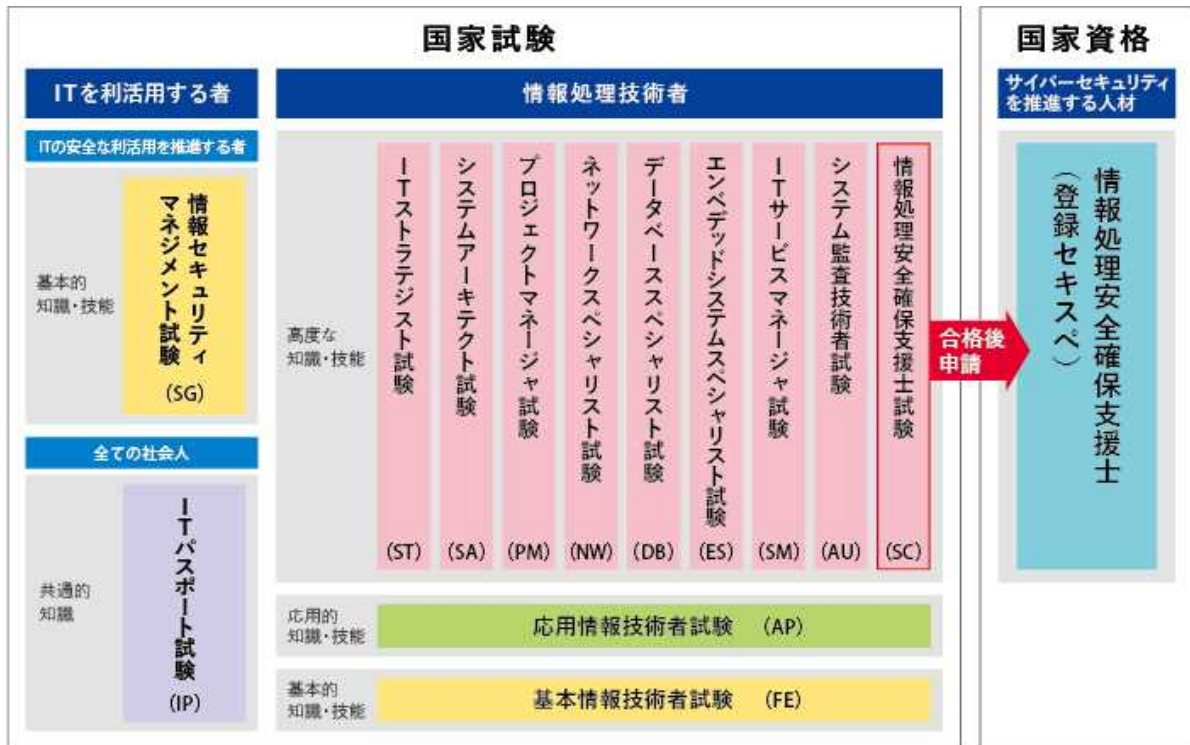 国家試験
ITを利活用する者
ITの安全な利活用を推進する者
基本的
知識・技能
情報セキュリティ
マネジメント試験
(SG)
全ての社会人
共通的
知識
ITパスポート試験
(IP)
情報処理技術者
高度な
知識・技能
ITストラテジスト試験
(ST)
システムアーキテクト試験
(SA)
プロジェクトマネージャ試験
(PM)
ネットワークスペシャリスト試験
(NW)
データベーススペシャリスト試験
(DB)
エンベデッドシステムスペシャリスト試験
(ES)
ITサービスマネージャ試験
(SM)
システム監査技術者試験
(AU)
情報処理安全確保支援士試験
(SC)
応用的
知識・技能
応用情報技術者試験 (AP)
基本的
知識・技能
基本情報技術者試験 (FE)
合格後
申請
国家資格
サイバーセキュリティ
を推進する人材
情報処理安全確保支援士
(登録セキスペ)